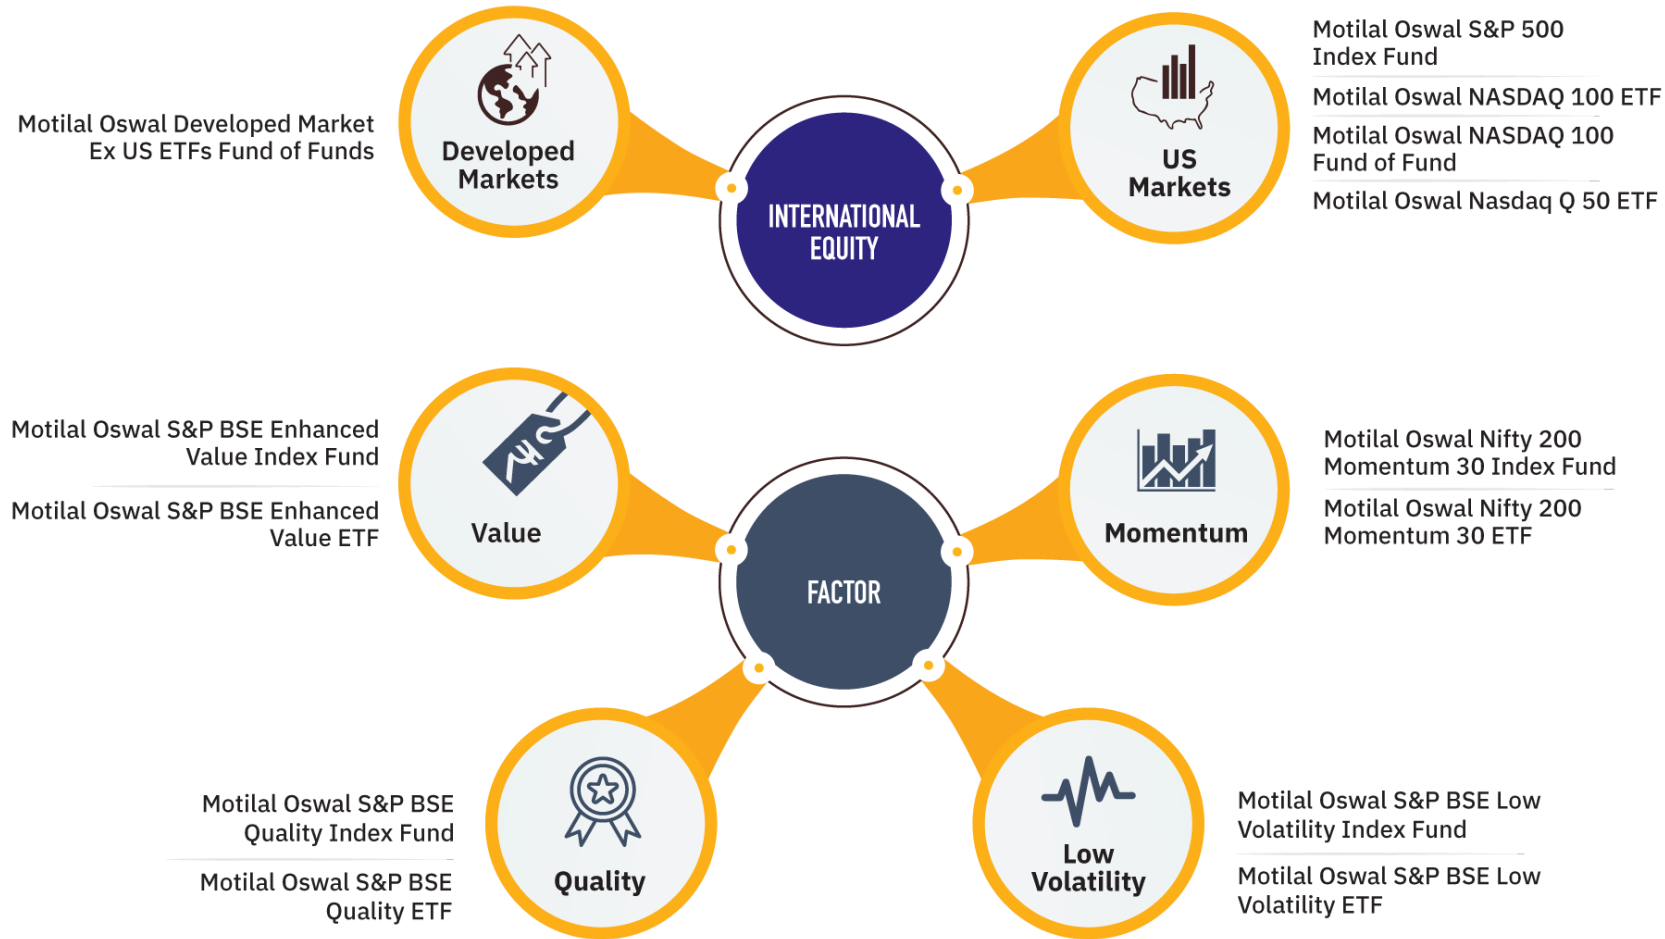 Motilal Oswal Developed Market
Ex US ETFs Fund of Funds
Developed
Markets
INTERNATIONAL
EQUITY
US
Markets
Motilal Oswal S&P 500
Index Fund
Motilal Oswal NASDAQ 100 ETF
Motilal Oswal NASDAQ 100
Fund of Fund
Motilal Oswal Nasdaq Q 50 ETF
Motilal Oswal S&P BSE Enhanced
Value Index Fund
Motilal Oswal S&P BSE Enhanced
Value ETF
₹
Value
FACTOR
Momentum
Motilal Oswal Nifty 200
Momentum 30 Index Fund
Motilal Oswal Nifty 200
Momentum 30 ETF
Motilal Oswal S&P BSE
Quality Index Fund
Motilal Oswal S&P BSE
Quality ETF
Quality
Low
Volatility
Motilal Oswal S&P BSE Low
Volatility Index Fund
Motilal Oswal S&P BSE Low
Volatility ETF